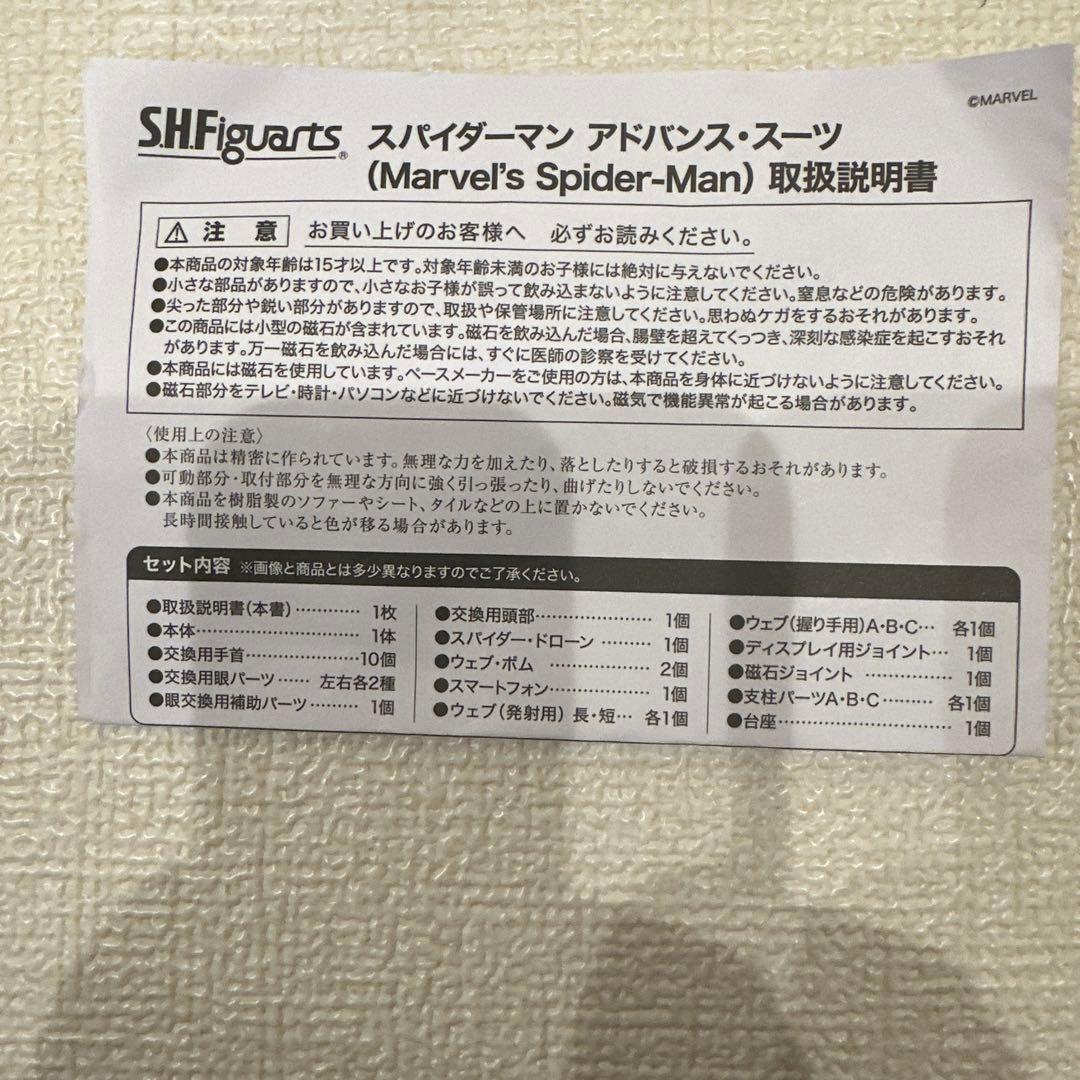 ©MARVEL
S.H.Figuarts® スパイダーマン アドバンス・スーツ
(Marvel's Spider-Man) 取扱説明書
⚠ 注 意 お買い上げのお客様へ 必ずお読みください。
●本商品の対象年齢は15才以上です。対象年齢未満のお子様には絶対に与えないでください。
●小さな部品がありますので、小さなお子様が誤って飲み込まないように注意してください。窒息などの危険があります。
●尖った部分や鋭い部分がありますので、取扱や保管場所に注意してください。思わぬケガをするおそれがあります。
●この商品には小型の磁石が含まれています。磁石を飲み込んだ場合、腸壁を超えてくっつき、深刻な感染症を起こすおそれ
があります。万一磁石を飲み込んだ場合には、すぐに医師の診察を受けてください。
●本商品には磁石を使用しています。ペースメーカーをご使用の方は、本商品を身体に近づけないように注意してください。
●磁石部分をテレビ・時計・パソコンなどに近づけないでください。磁気で機能異常が起こる場合があります。
〈使用上の注意〉
●本商品は精密に作られています。無理な力を加えたり、落としたりすると破損するおそれがあります。
●可動部分・取付部分を無理な方向に強く引っ張ったり、曲げたりしないでください。
●本商品を樹脂製のソファーやシート、タイルなどの上に置かないでください。
長時間接触していると色が移る場合があります。
セット内容 ※画像と商品とは多少異なりますのでご了承ください。
●取扱説明書(本書)………… 1枚
●本体…………………………… 1体
●交換用手首……………………10個
●交換用眼パーツ…… 左右各2種
●眼交換用補助パーツ……… 1個
●交換用頭部………………… 1個
●スパイダー・ドローン ……… 1個
●ウェブ・ボム ……………… 2個
●スマートフォン……………… 1個
●ウェブ(発射用) 長・短… 各1個
●ウェブ(握り手用)A・B・C… 各1個
●ディスプレイ用ジョイント… 1個
●磁石ジョイント …………… 1個
●支柱パーツA・B・C……… 各1個
●台座………………………… 1個